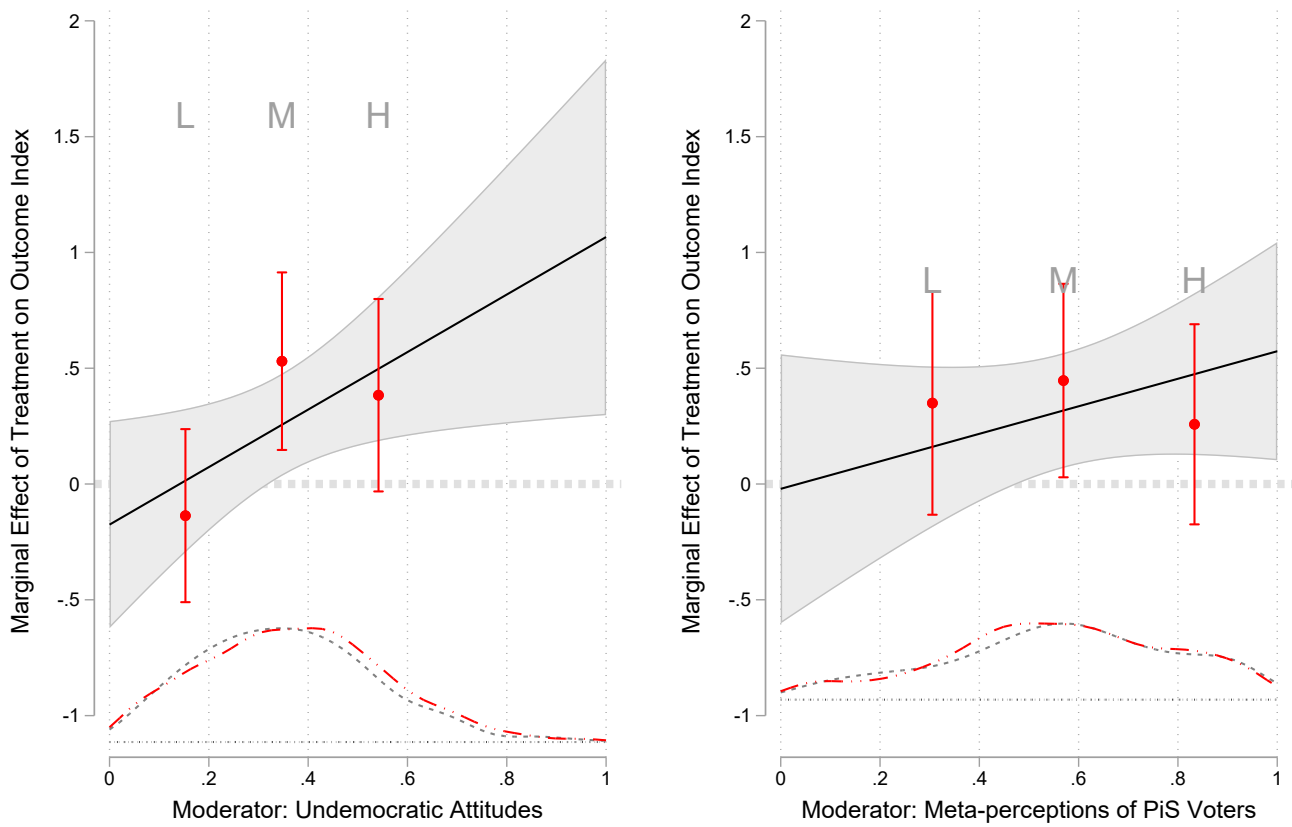 2
1.5
1
.5
0
-.5
-1
Marginal Effect of Treatment on Outcome Index
L M H
0 .2 .4 .6 .8 1
Moderator: Undemocratic Attitudes
2
1.5
1
.5
0
-.5
-1
Marginal Effect of Treatment on Outcome Index
L M H
0 .2 .4 .6 .8 1
Moderator: Meta-perceptions of PiS Voters